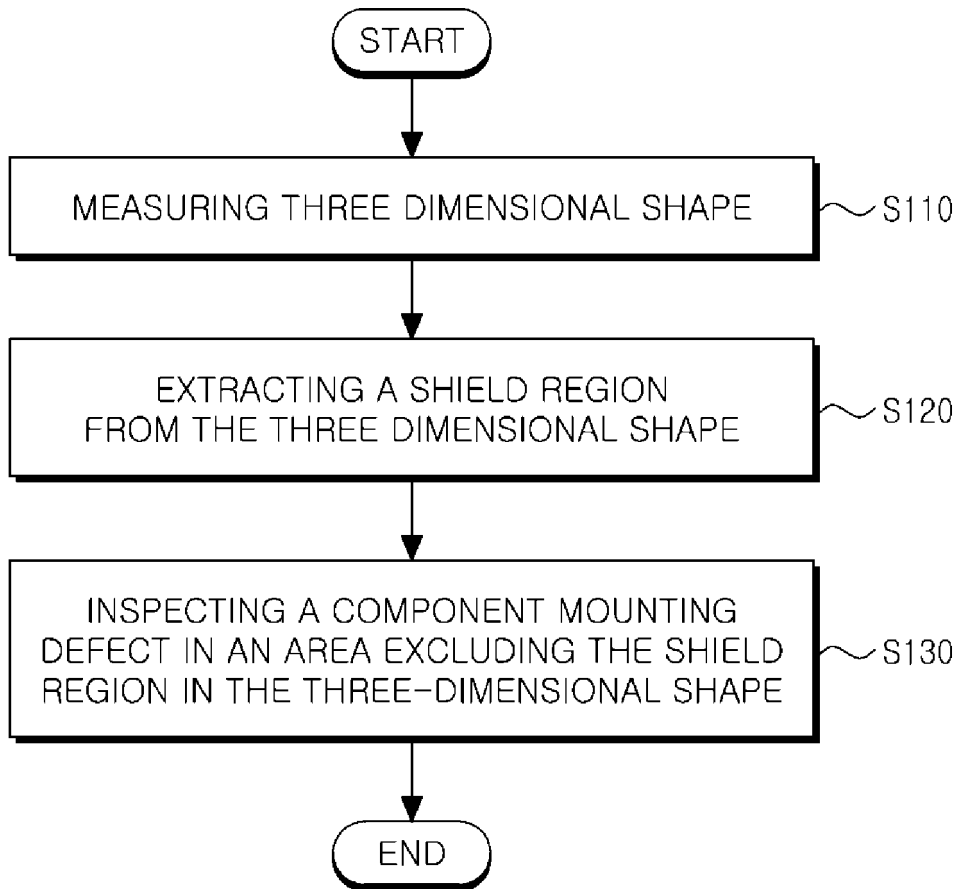 START
MEASURING THREE DIMENSIONAL SHAPE
S110
EXTRACTING A SHIELD REGION
FROM THE THREE DIMENSIONAL SHAPE
S120
INSPECTING A COMPONENT MOUNTING
DEFECT IN AN AREA EXCLUDING THE SHIELD
REGION IN THE THREE-DIMENSIONAL SHAPE
S130
END